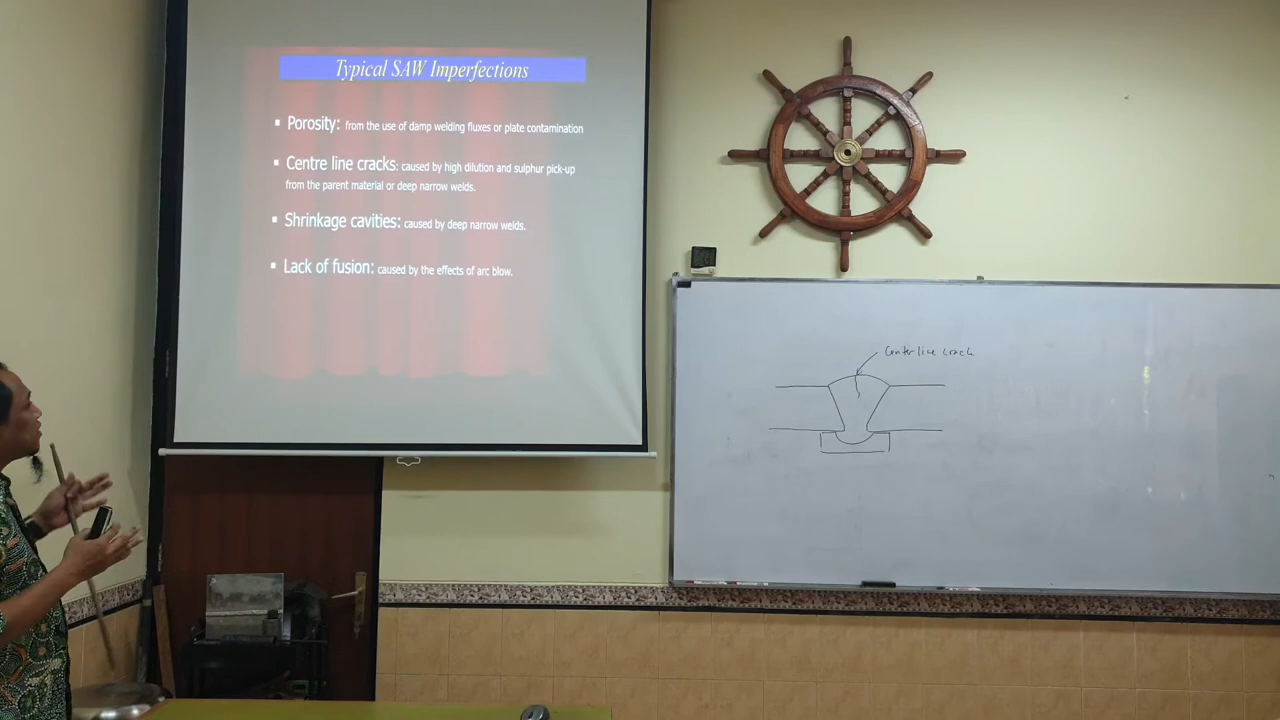 Typical SAW Imperfections
▪ Porosity: from the use of damp welding fluxes or plate contamination
▪ Centre line cracks: caused by high dilution and sulphur pick-up
from the parent material or deep narrow welds.
▪ Shrinkage cavities: caused by deep narrow welds.
▪ Lack of fusion: caused by the effects of arc blow.
Center line crack